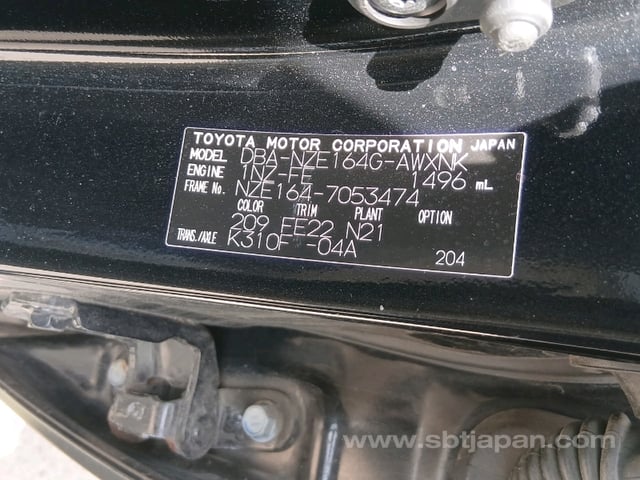 TOYOTA MOTOR CORPORATION JAPAN
MODEL DBA-NZE164G-AWXNK
ENGINE 1NZ-FE 1496 mL
FRAME No. NZE164-7053474
COLOR TRIM PLANT OPTION
209 FE22 N21
TRANS./AXLE K310F -04A
204
www.sbtjapan.com